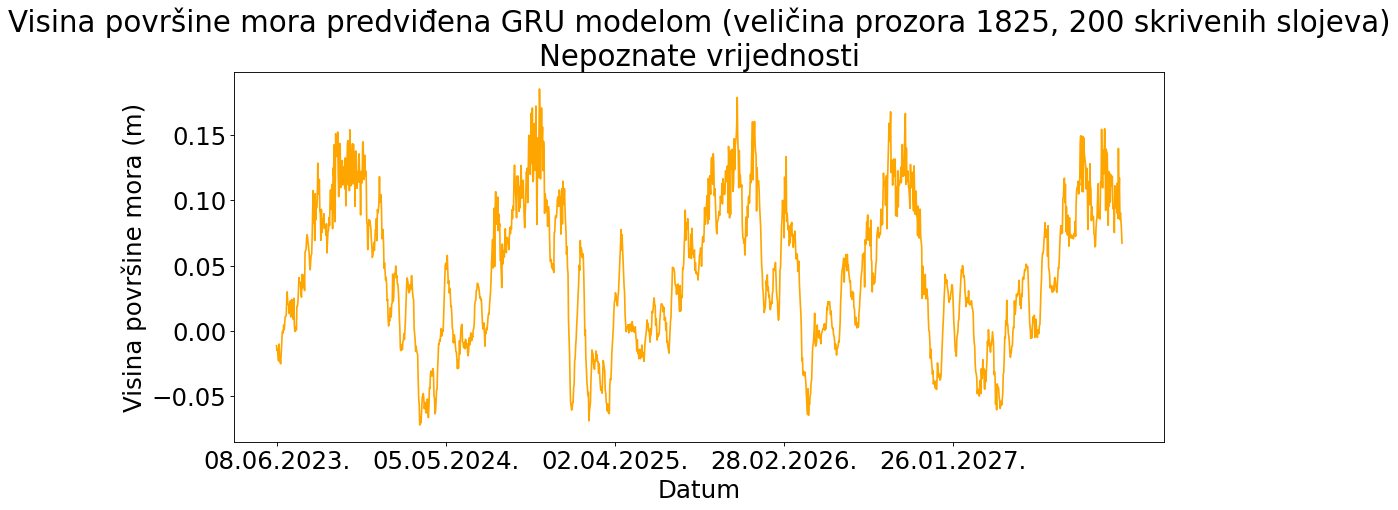 Visina površine mora predviđena GRU modelom (veličina prozora 1825, 200 skrivenih slojeva)
Nepoznate vrijednosti
Visina površine mora (m)
0.15
0.10
0.05
0.00
−0.05
08.06.2023. 05.05.2024. 02.04.2025. 28.02.2026. 26.01.2027.
Datum